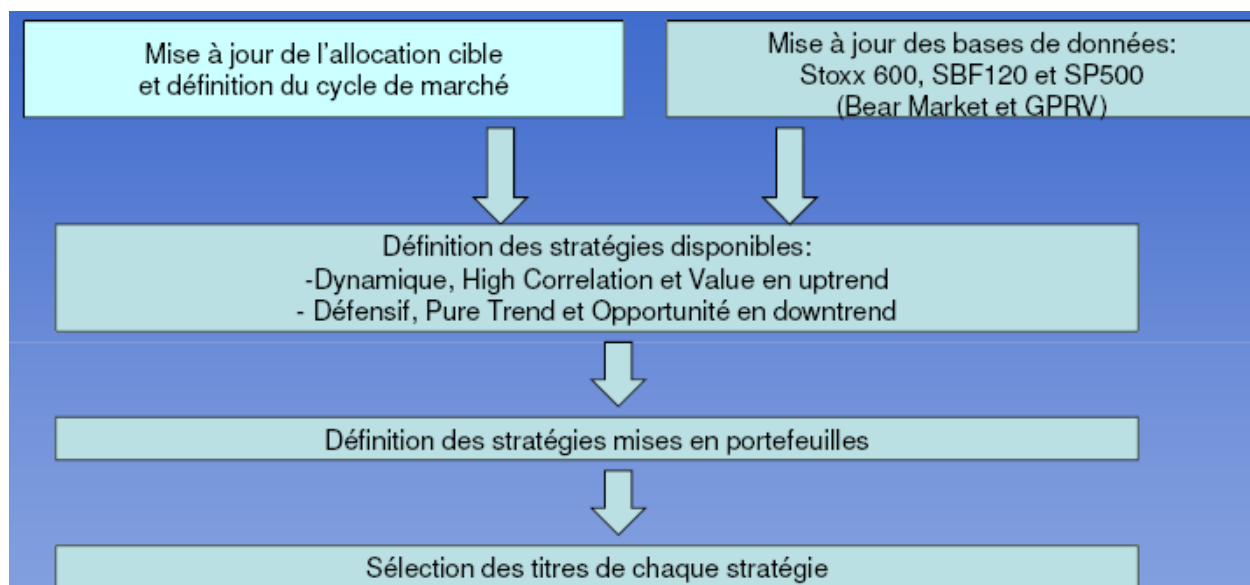 Mise à jour de l'allocation cible
et définition du cycle de marché
Mise à jour des bases de données:
Stoxx 600, SBF120 et SP500
(Bear Market et GPRV)
Définition des stratégies disponibles:
-Dynamique, High Correlation et Value en uptrend
- Défensif, Pure Trend et Opportunité en downtrend
Définition des stratégies mises en portefeuilles
Sélection des titres de chaque stratégie